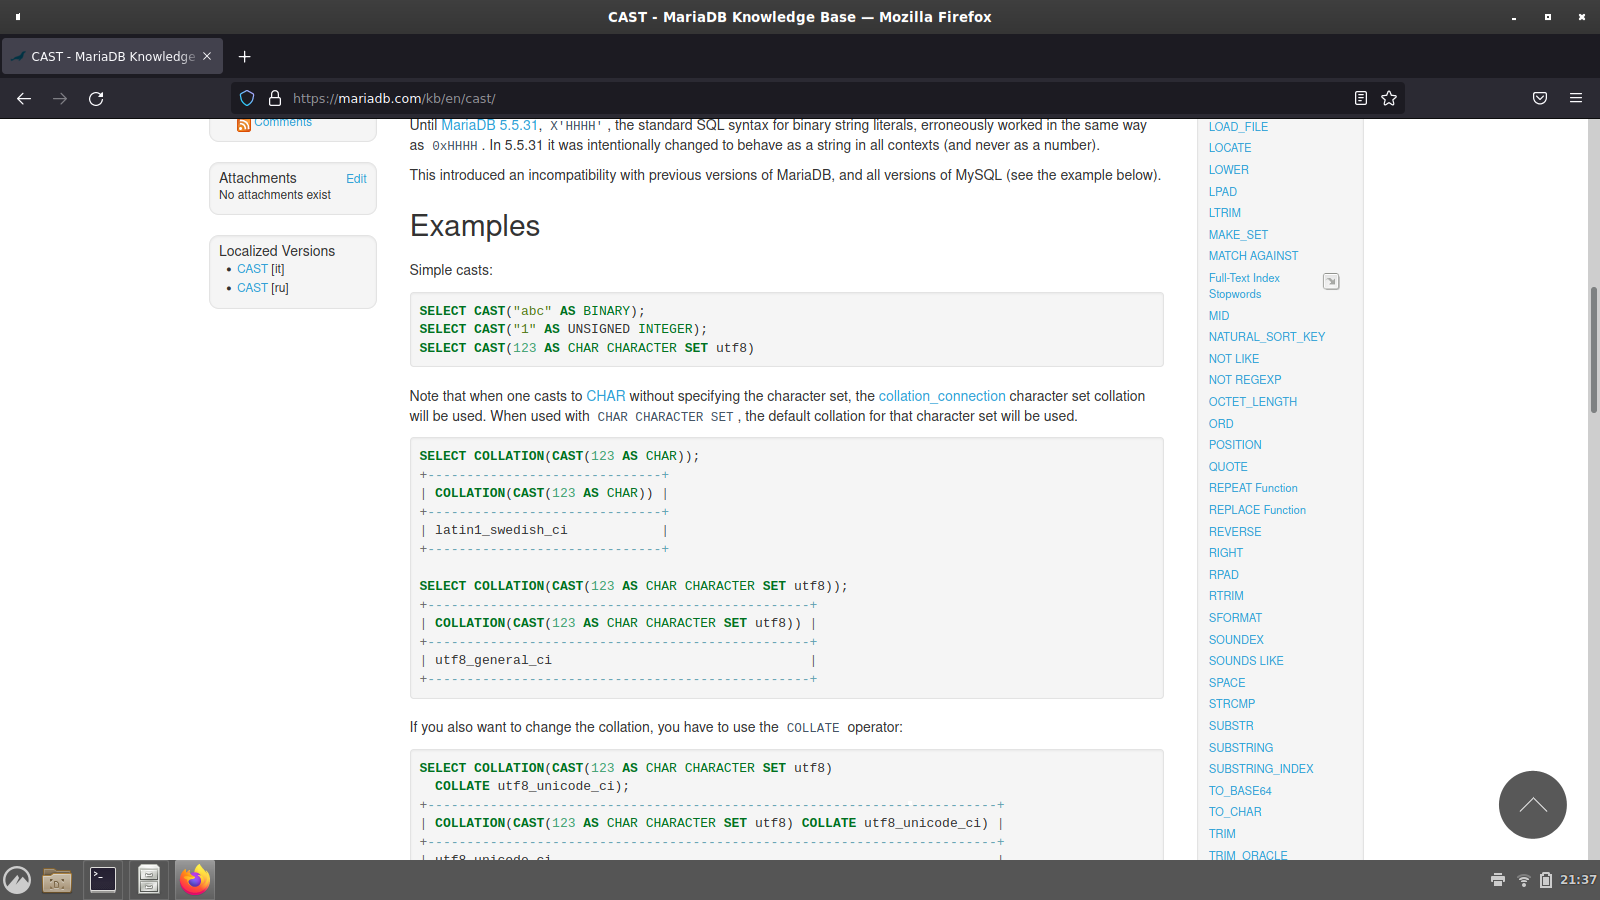 CAST - MariaDB Knowledge Base — Mozilla Firefox
CAST - MariaDB Knowledge
https://mariadb.com/kb/en/cast/
Comments
Attachments
Edit
No attachments exist
Localized Versions
CAST [it]
CAST [ru]
Until MariaDB 5.5.31, X'HHHH' , the standard SQL syntax for binary string literals, erroneously worked in the same way
as 0xHHHH . In 5.5.31 it was intentionally changed to behave as a string in all contexts (and never as a number).
This introduced an incompatibility with previous versions of MariaDB, and all versions of MySQL (see the example below).
Examples
Simple casts:
SELECT CAST("abc" AS BINARY);
SELECT CAST("1" AS UNSIGNED INTEGER);
SELECT CAST(123 AS CHAR CHARACTER SET utf8)
Note that when one casts to CHAR without specifying the character set, the collation_connection character set collation
will be used. When used with CHAR CHARACTER SET , the default collation for that character set will be used.
SELECT COLLATION(CAST(123 AS CHAR));
+------------------------------+
| COLLATION(CAST(123 AS CHAR)) |
+------------------------------+
| latin1_swedish_ci            |
+------------------------------+
SELECT COLLATION(CAST(123 AS CHAR CHARACTER SET utf8));
+-------------------------------------------------+
| COLLATION(CAST(123 AS CHAR CHARACTER SET utf8)) |
+-------------------------------------------------+
| utf8_general_ci                                 |
+-------------------------------------------------+
If you also want to change the collation, you have to use the COLLATE operator:
SELECT COLLATION(CAST(123 AS CHAR CHARACTER SET utf8)
  COLLATE utf8_unicode_ci);
+-------------------------------------------------------------------------+
| COLLATION(CAST(123 AS CHAR CHARACTER SET utf8) COLLATE utf8_unicode_ci) |
+-------------------------------------------------------------------------+
| utf8_unicode_ci                                                         |
LOAD_FILE
LOCATE
LOWER
LPAD
LTRIM
MAKE_SET
MATCH AGAINST
Full-Text Index
Stopwords
MID
NATURAL_SORT_KEY
NOT LIKE
NOT REGEXP
OCTET_LENGTH
ORD
POSITION
QUOTE
REPEAT Function
REPLACE Function
REVERSE
RIGHT
RPAD
RTRIM
SFORMAT
SOUNDEX
SOUNDS LIKE
SPACE
STRCMP
SUBSTR
SUBSTRING
SUBSTRING_INDEX
TO_BASE64
TO_CHAR
TRIM
TRIM_ORACLE
21:37